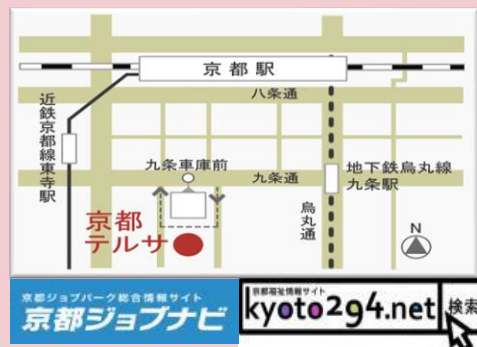 京都駅
八条通
近鉄京都線東寺駅
九条車庫前
九条通
地下鉄烏丸線
九条駅
烏丸通
京都
テルサ
N
京都ジョブパーク総合情報サイト
京都ジョブナビ
京都福祉情報サイト
kyoto294.net
検索